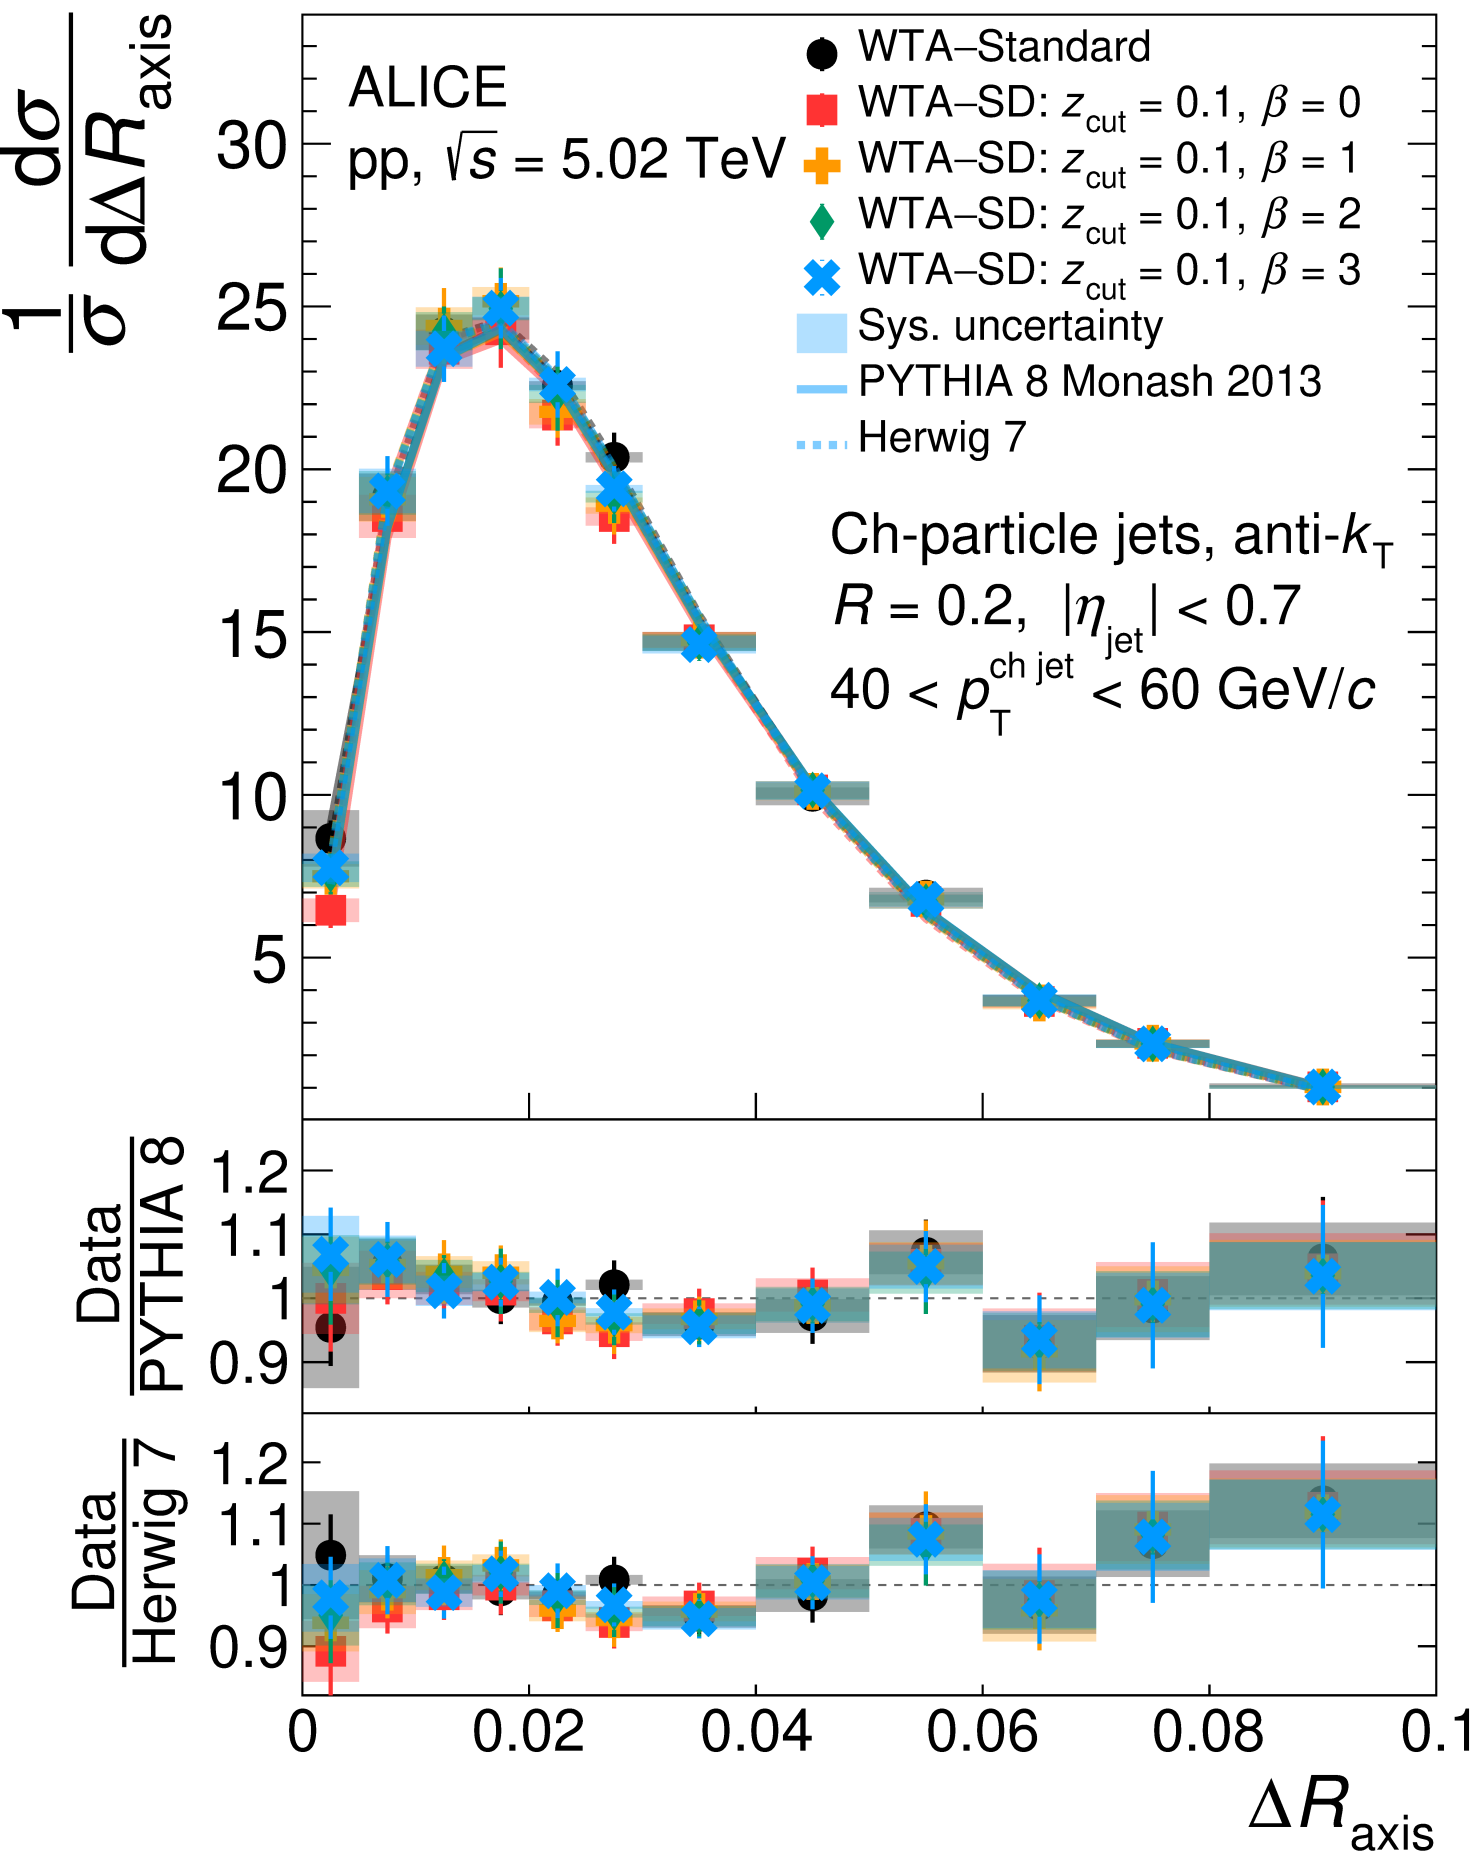 1/σ dσ/dΔR_axis
ALICE
pp, √s = 5.02 TeV
WTA–Standard
WTA–SD: z_cut = 0.1, β = 0
WTA–SD: z_cut = 0.1, β = 1
WTA–SD: z_cut = 0.1, β = 2
WTA–SD: z_cut = 0.1, β = 3
Sys. uncertainty
PYTHIA 8 Monash 2013
Herwig 7
Ch-particle jets, anti-k_T
R = 0.2, |η_jet| < 0.7
40 < p_T^ch jet < 60 GeV/c
30
25
20
15
10
5
Data
PYTHIA 8
1.2
1.1
1
0.9
Data
Herwig 7
1.2
1.1
1
0.9
0 0.02 0.04 0.06 0.08 0.1
ΔR_axis